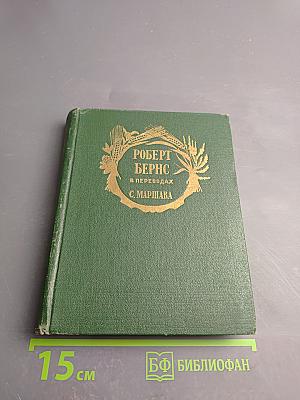 РОБЕРТ
БЕРНС
В ПЕРЕВОДАХ
С. МАРШАКА
15 см
БФ БИБЛИОФАН